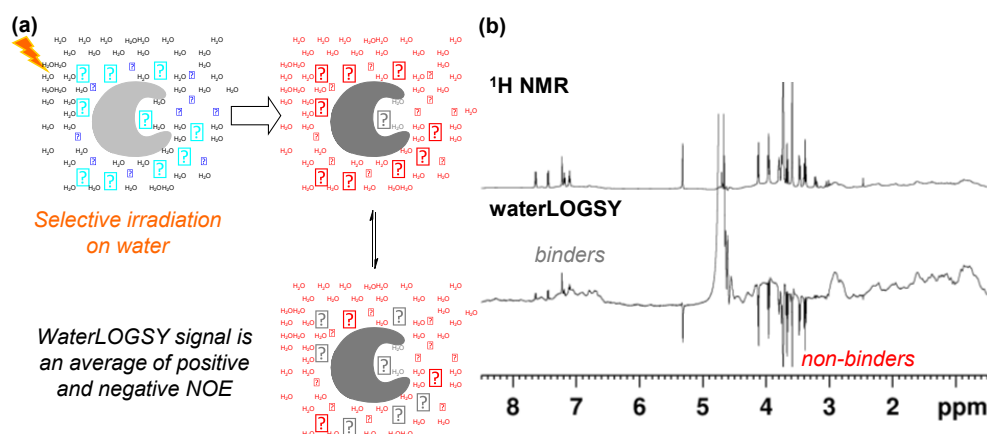 (a)
H₂O
?
Selective irradiation
on water
WaterLOGSY signal is
an average of positive
and negative NOE
(b)
¹H NMR
waterLOGSY
binders
non-binders
8 7 6 5 4 3 2 ppm